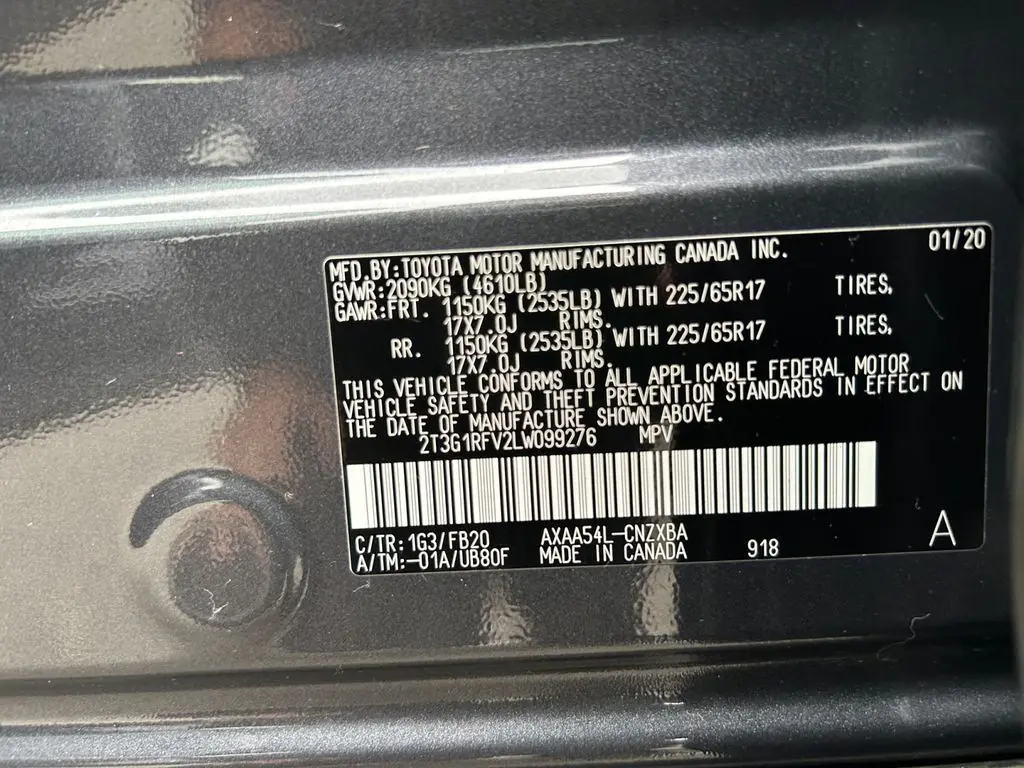 MFD.BY:TOYOTA MOTOR MANUFACTURING CANADA INC. 01/20
GVWR:2090KG (4610LB)
GAWR:FRT. 1150KG (2535LB) WITH 225/65R17 TIRES,
17X7.0J RIMS.
RR. 1150KG (2535LB) WITH 225/65R17 TIRES,
17X7.0J RIMS.
THIS VEHICLE CONFORMS TO ALL APPLICABLE FEDERAL MOTOR
VEHICLE SAFETY AND THEFT PREVENTION STANDARDS IN EFFECT ON
THE DATE OF MANUFACTURE SHOWN ABOVE.
2T3G1RFV2LW099276 MPV
C/TR:1G3/FB20 AXAA54L-CNZXBA
A/TM:-01A/UB80F MADE IN CANADA 918 A